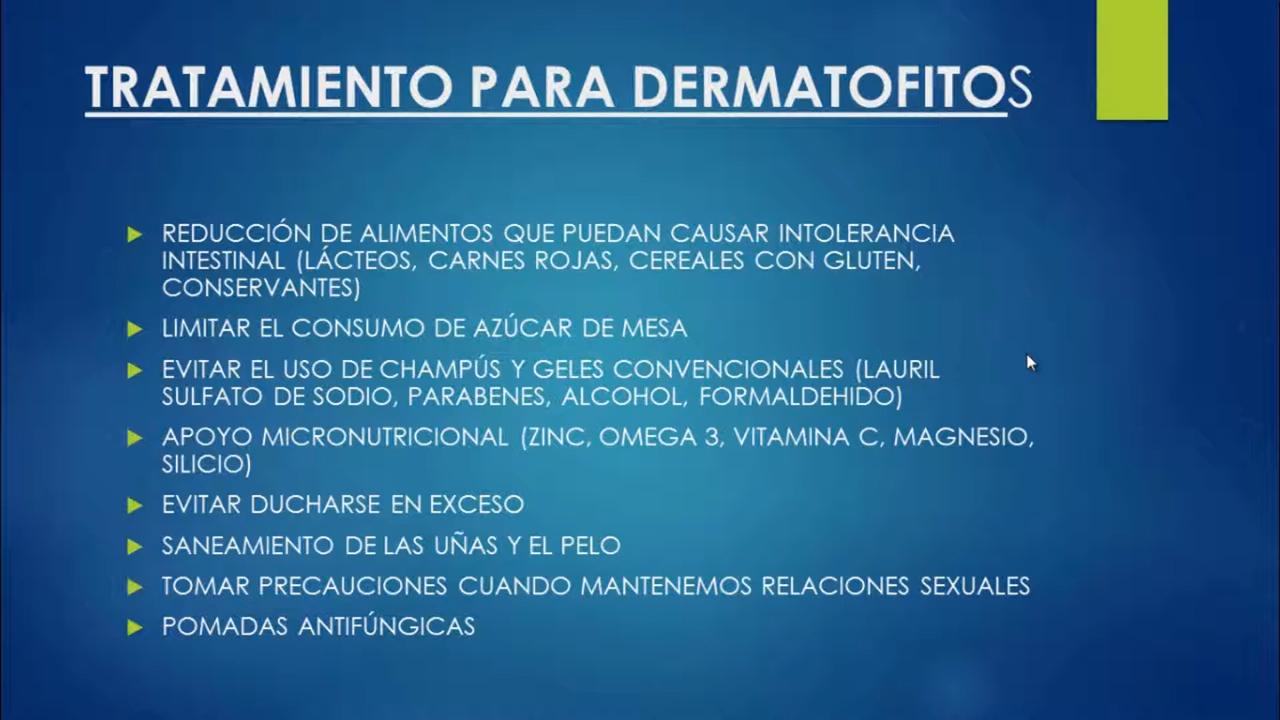 TRATAMIENTO PARA DERMATOFITOS
REDUCCIÓN DE ALIMENTOS QUE PUEDAN CAUSAR INTOLERANCIA
INTESTINAL (LÁCTEOS, CARNES ROJAS, CEREALES CON GLUTEN,
CONSERVANTES)
LIMITAR EL CONSUMO DE AZÚCAR DE MESA
EVITAR EL USO DE CHAMPÚS Y GELES CONVENCIONALES (LAURIL
SULFATO DE SODIO, PARABENES, ALCOHOL, FORMALDEHIDO)
APOYO MICRONUTRICIONAL (ZINC, OMEGA 3, VITAMINA C, MAGNESIO,
SILICIO)
EVITAR DUCHARSE EN EXCESO
SANEAMIENTO DE LAS UÑAS Y EL PELO
TOMAR PRECAUCIONES CUANDO MANTENEMOS RELACIONES SEXUALES
POMADAS ANTIFÚNGICAS